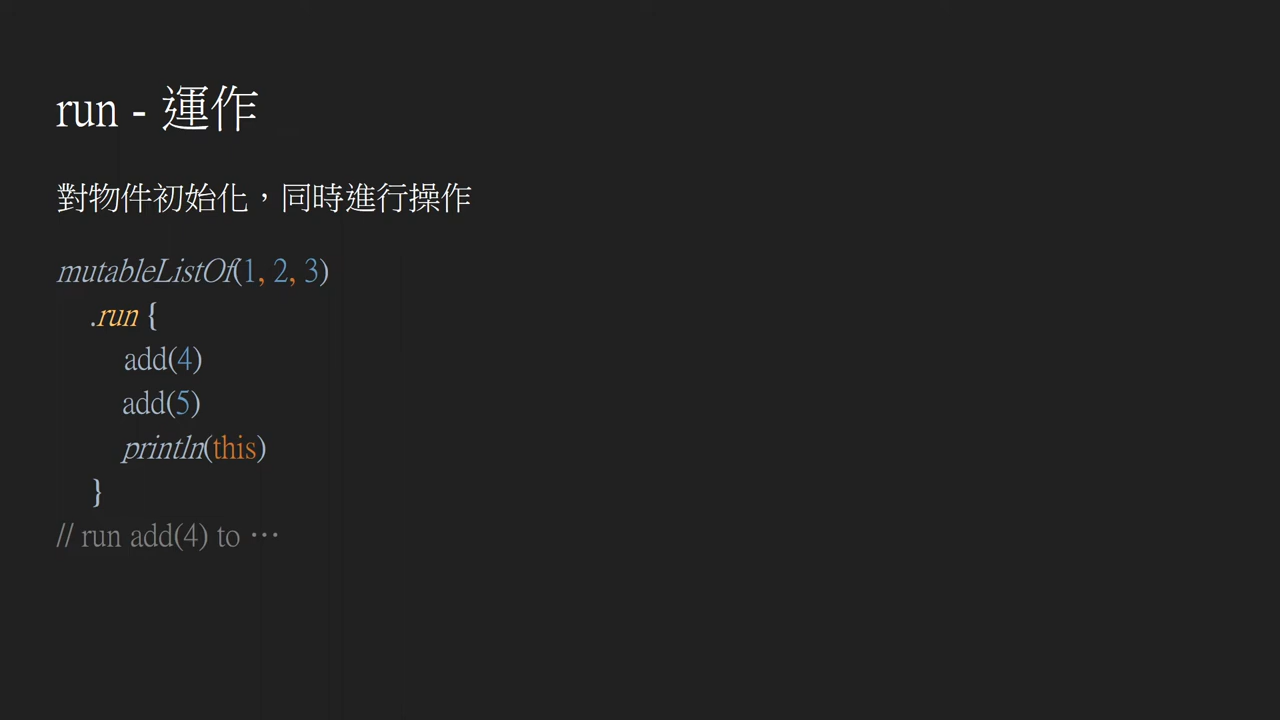 run - 運作
對物件初始化，同時進行操作
mutableListOf(1, 2, 3)
.run {
add(4)
add(5)
println(this)
}
// run add(4) to ⋯